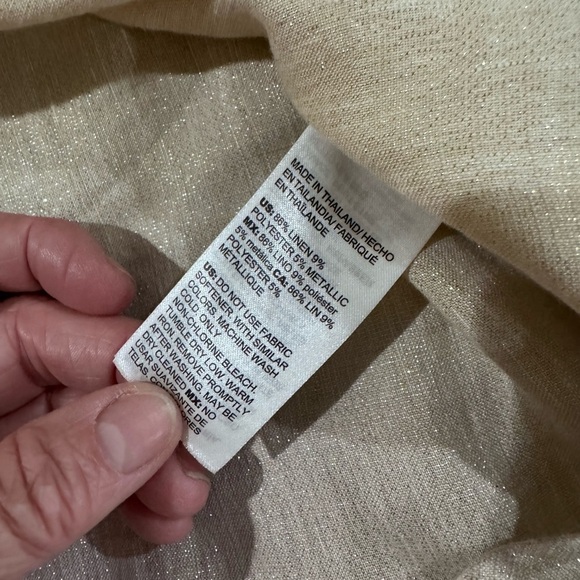 MADE IN THAILAND/HECHO
EN TAILANDIA/FABRIQUÉ
EN THAÏLANDE
US: 86% LINEN 9%
POLYESTER 5% METALLIC
MX: 86% LINO 9% poliéster
5% metálico CA: 86% LIN 9%
POLYESTER 5%
METALLIQUE
US: DO NOT USE FABRIC
SOFTENER, WITH SIMILAR
COLORS, MACHINE WASH
COLD. ONLY
NON-CHLORINE BLEACH.
TUMBLE DRY LOW. WARM
IRON REMOVE PROMPTLY
AFTER WASHING. MAY BE
DRY CLEANED MX: NO
USAR SUAVIZANTE DE
TELAS, CON